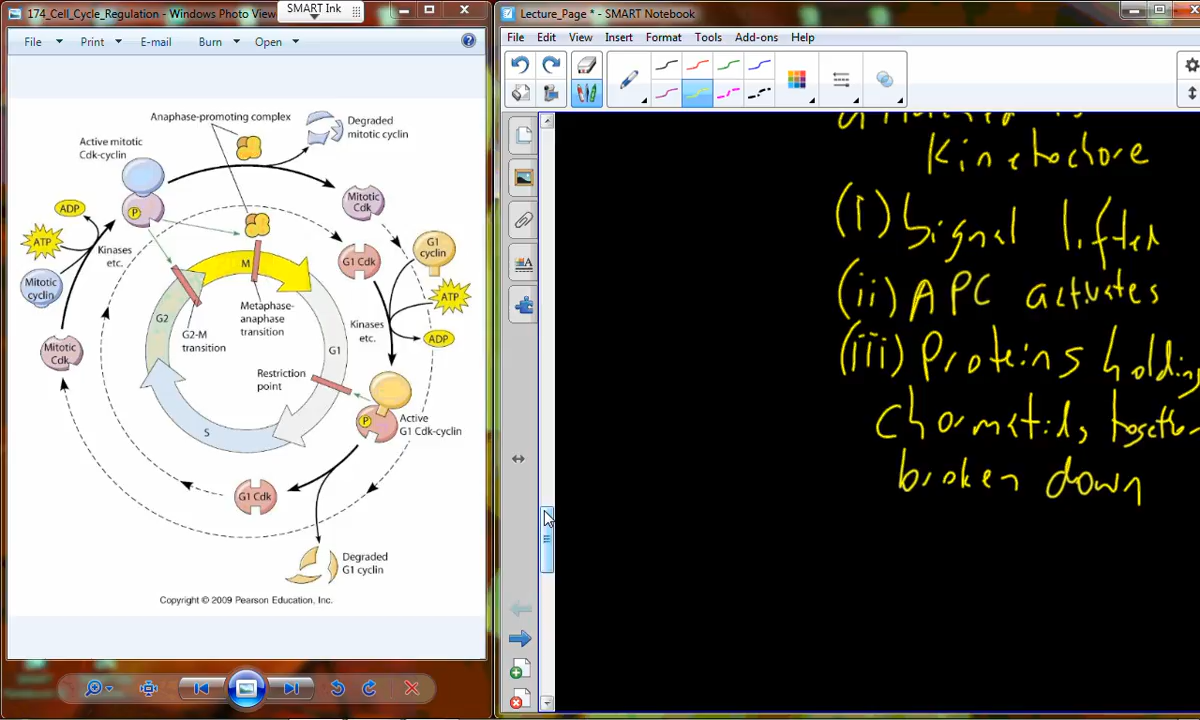 174_Cell_Cycle_Regulation - Windows Photo View
SMART Ink
File Print E-mail Burn Open
Anaphase-promoting complex
Degraded
mitotic cyclin
Active mitotic
Cdk-cyclin
Mitotic
Cdk
P
ADP
ATP
Kinases
etc.
G1
cyclin
G1 Cdk
Mitotic
cyclin
M
ATP
Metaphase-
anaphase
transition
G2
G2-M
transition
Kinases
etc.
ADP
Mitotic
Cdk
G1
Restriction
point
P
Active
G1 Cdk-cyclin
S
G1 Cdk
Degraded
G1 cyclin
Copyright © 2009 Pearson Education, Inc.
Lecture_Page * - SMART Notebook
File Edit View Insert Format Tools Add-ons Help
Kinetochore
(i) Signal lifted
(ii) APC activates
(iii) Proteins holding
chormatids together
broken down